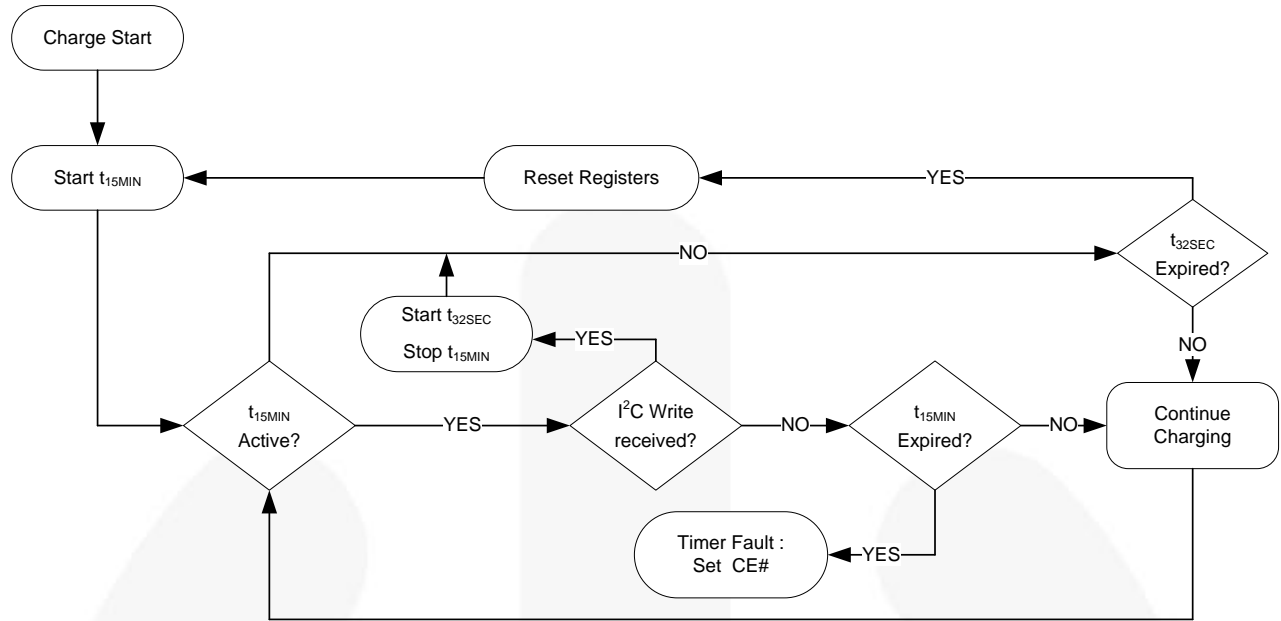 Charge Start
Start t15MIN
Reset Registers
YES
t32SEC
Expired?
NO
Start t32SEC
Stop t15MIN
YES
NO
t15MIN
Active?
YES
I2C Write
received?
NO
t15MIN
Expired?
NO
Continue
Charging
Timer Fault :
Set CE#
YES